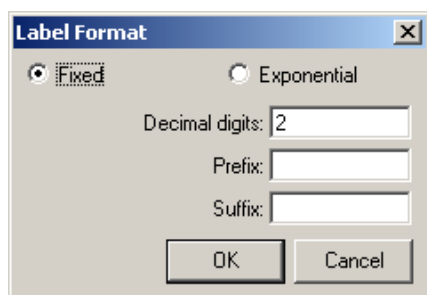 Label Format
Fixed Exponential
Decimal digits: 2
Prefix:
Suffix:
OK Cancel